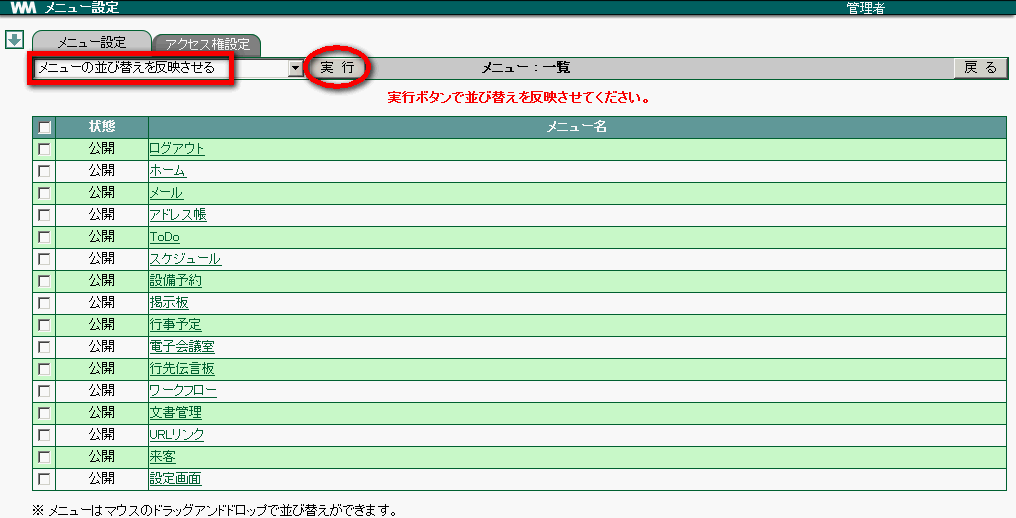 WM メニュー設定 管理者
メニュー設定 アクセス権設定
メニューの並び替えを反映させる 実 行 メニュー：一覧 戻 る
実行ボタンで並び替えを反映させてください。
状態 メニュー名
公開 ログアウト
公開 ホーム
公開 メール
公開 アドレス帳
公開 ToDo
公開 スケジュール
公開 設備予約
公開 掲示板
公開 行事予定
公開 電子会議室
公開 行先伝言板
公開 ワークフロー
公開 文書管理
公開 URLリンク
公開 来客
公開 設定画面
※ メニューはマウスのドラッグアンドドロップで並び替えができます。